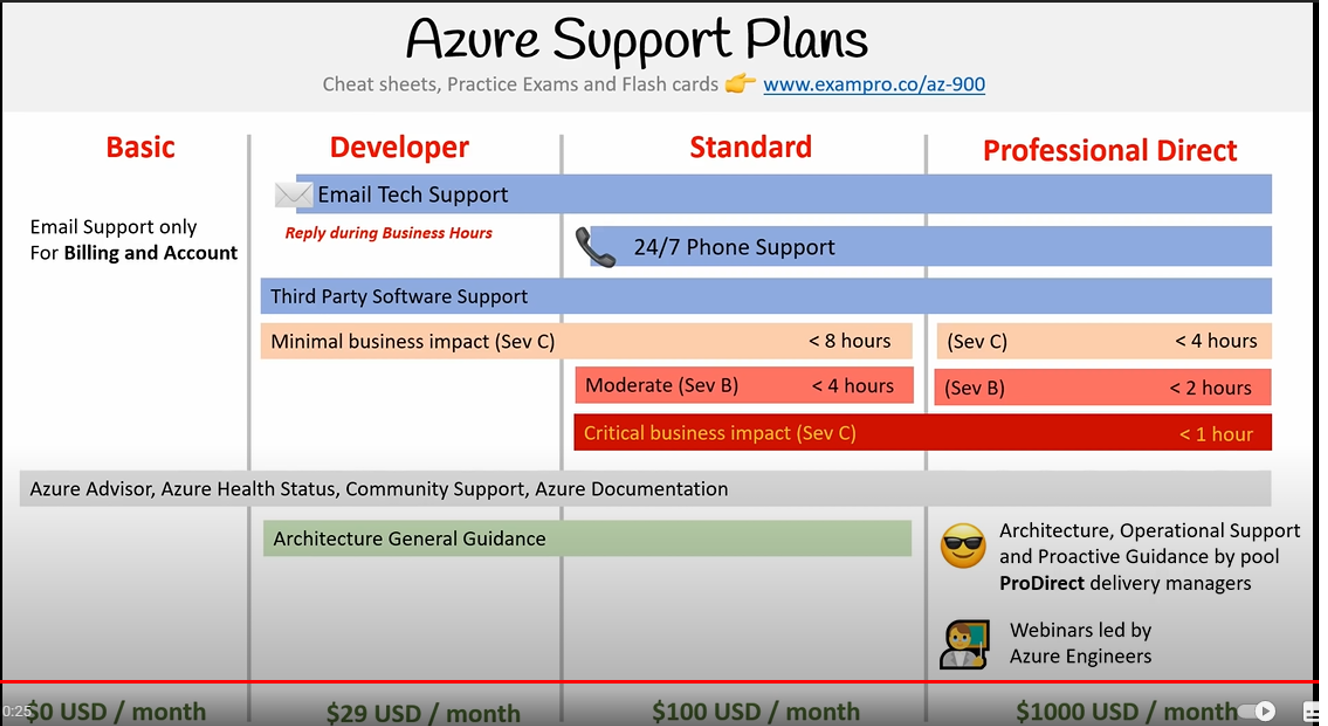 Azure Support Plans
Cheat sheets, Practice Exams and Flash cards 👉 www.exampro.co/az-900
Basic
Developer
Standard
Professional Direct
Email Tech Support
Email Support only
For Billing and Account
Reply during Business Hours
24/7 Phone Support
Third Party Software Support
Minimal business impact (Sev C) < 8 hours
(Sev C) < 4 hours
Moderate (Sev B) < 4 hours
(Sev B) < 2 hours
Critical business impact (Sev C) < 1 hour
Azure Advisor, Azure Health Status, Community Support, Azure Documentation
Architecture General Guidance
Architecture, Operational Support
and Proactive Guidance by pool
ProDirect delivery managers
Webinars led by
Azure Engineers
0:25
$0 USD / month
$29 USD / month
$100 USD / month
$1000 USD / month